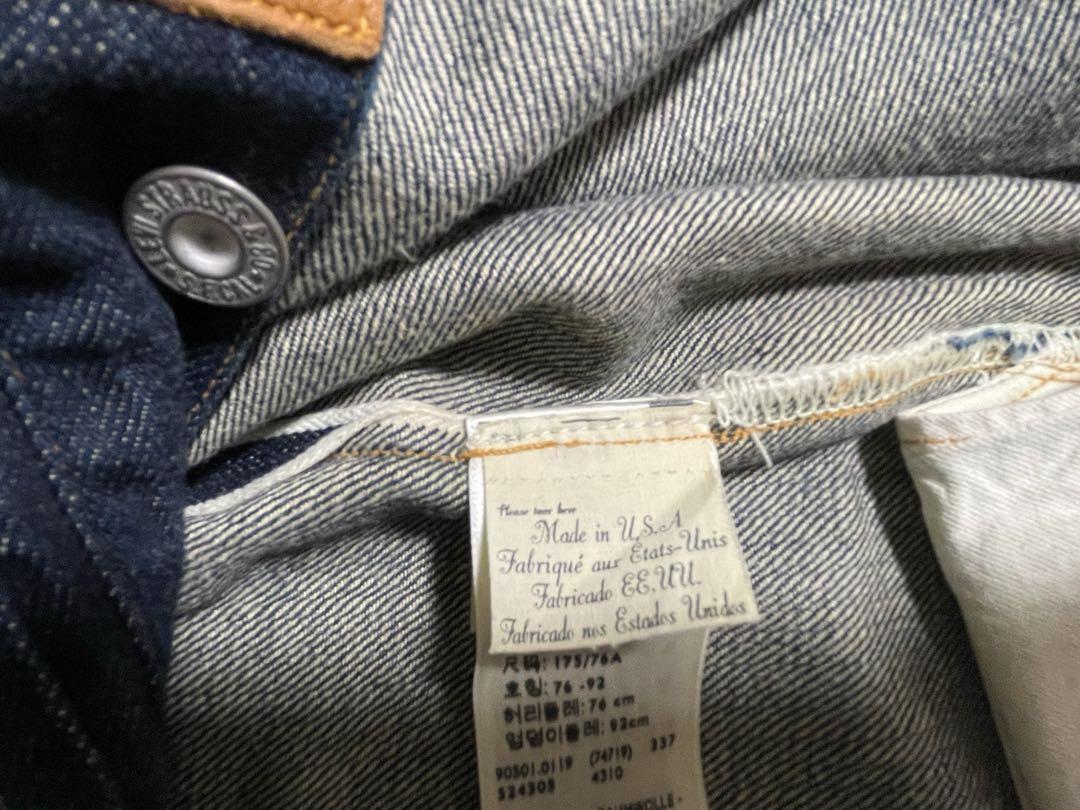 LEVI STRAUSS & CO.
S.F. CAL
Please turn here
Made in U.S.A
Fabriqué aux États-Unis
Fabricado EE.UU.
Fabricado nos Estados Unidos
尺码: 175/76A
호칭: 76 -92
허리둘레: 76 cm
엉덩이둘레: 92cm
90501.0119 (74719) 337
524308 4310